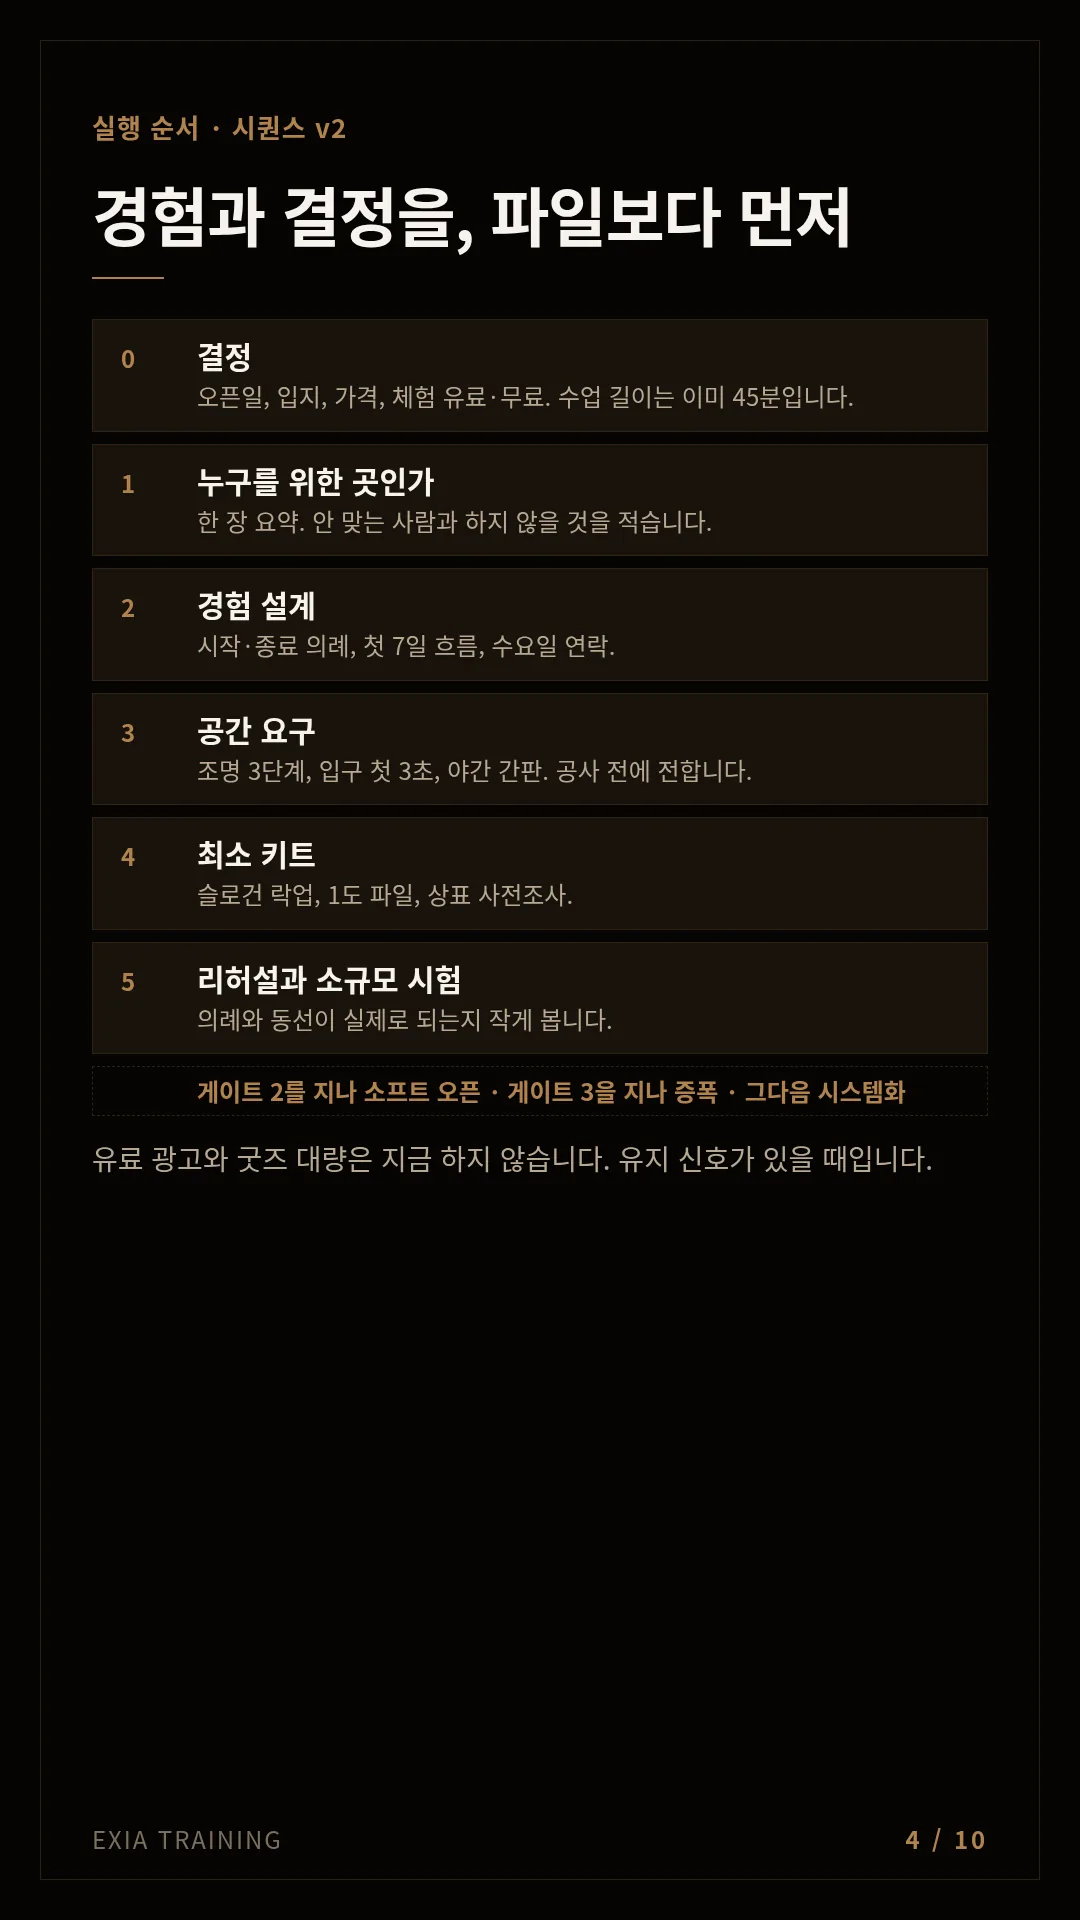 실행 순서 · 시퀀스 v2
경험과 결정을, 파일보다 먼저
0
결정
오픈일, 입지, 가격, 체험 유료·무료. 수업 길이는 이미 45분입니다.
1
누구를 위한 곳인가
한 장 요약. 안 맞는 사람과 하지 않을 것을 적습니다.
2
경험 설계
시작·종료 의례, 첫 7일 흐름, 수요일 연락.
3
공간 요구
조명 3단계, 입구 첫 3초, 야간 간판. 공사 전에 전합니다.
4
최소 키트
슬로건 락업, 1도 파일, 상표 사전조사.
5
리허설과 소규모 시험
의례와 동선이 실제로 되는지 작게 봅니다.
게이트 2를 지나 소프트 오픈 · 게이트 3을 지나 증폭 · 그다음 시스템화
유료 광고와 굿즈 대량은 지금 하지 않습니다. 유지 신호가 있을 때입니다.
EXIA TRAINING
4 / 10